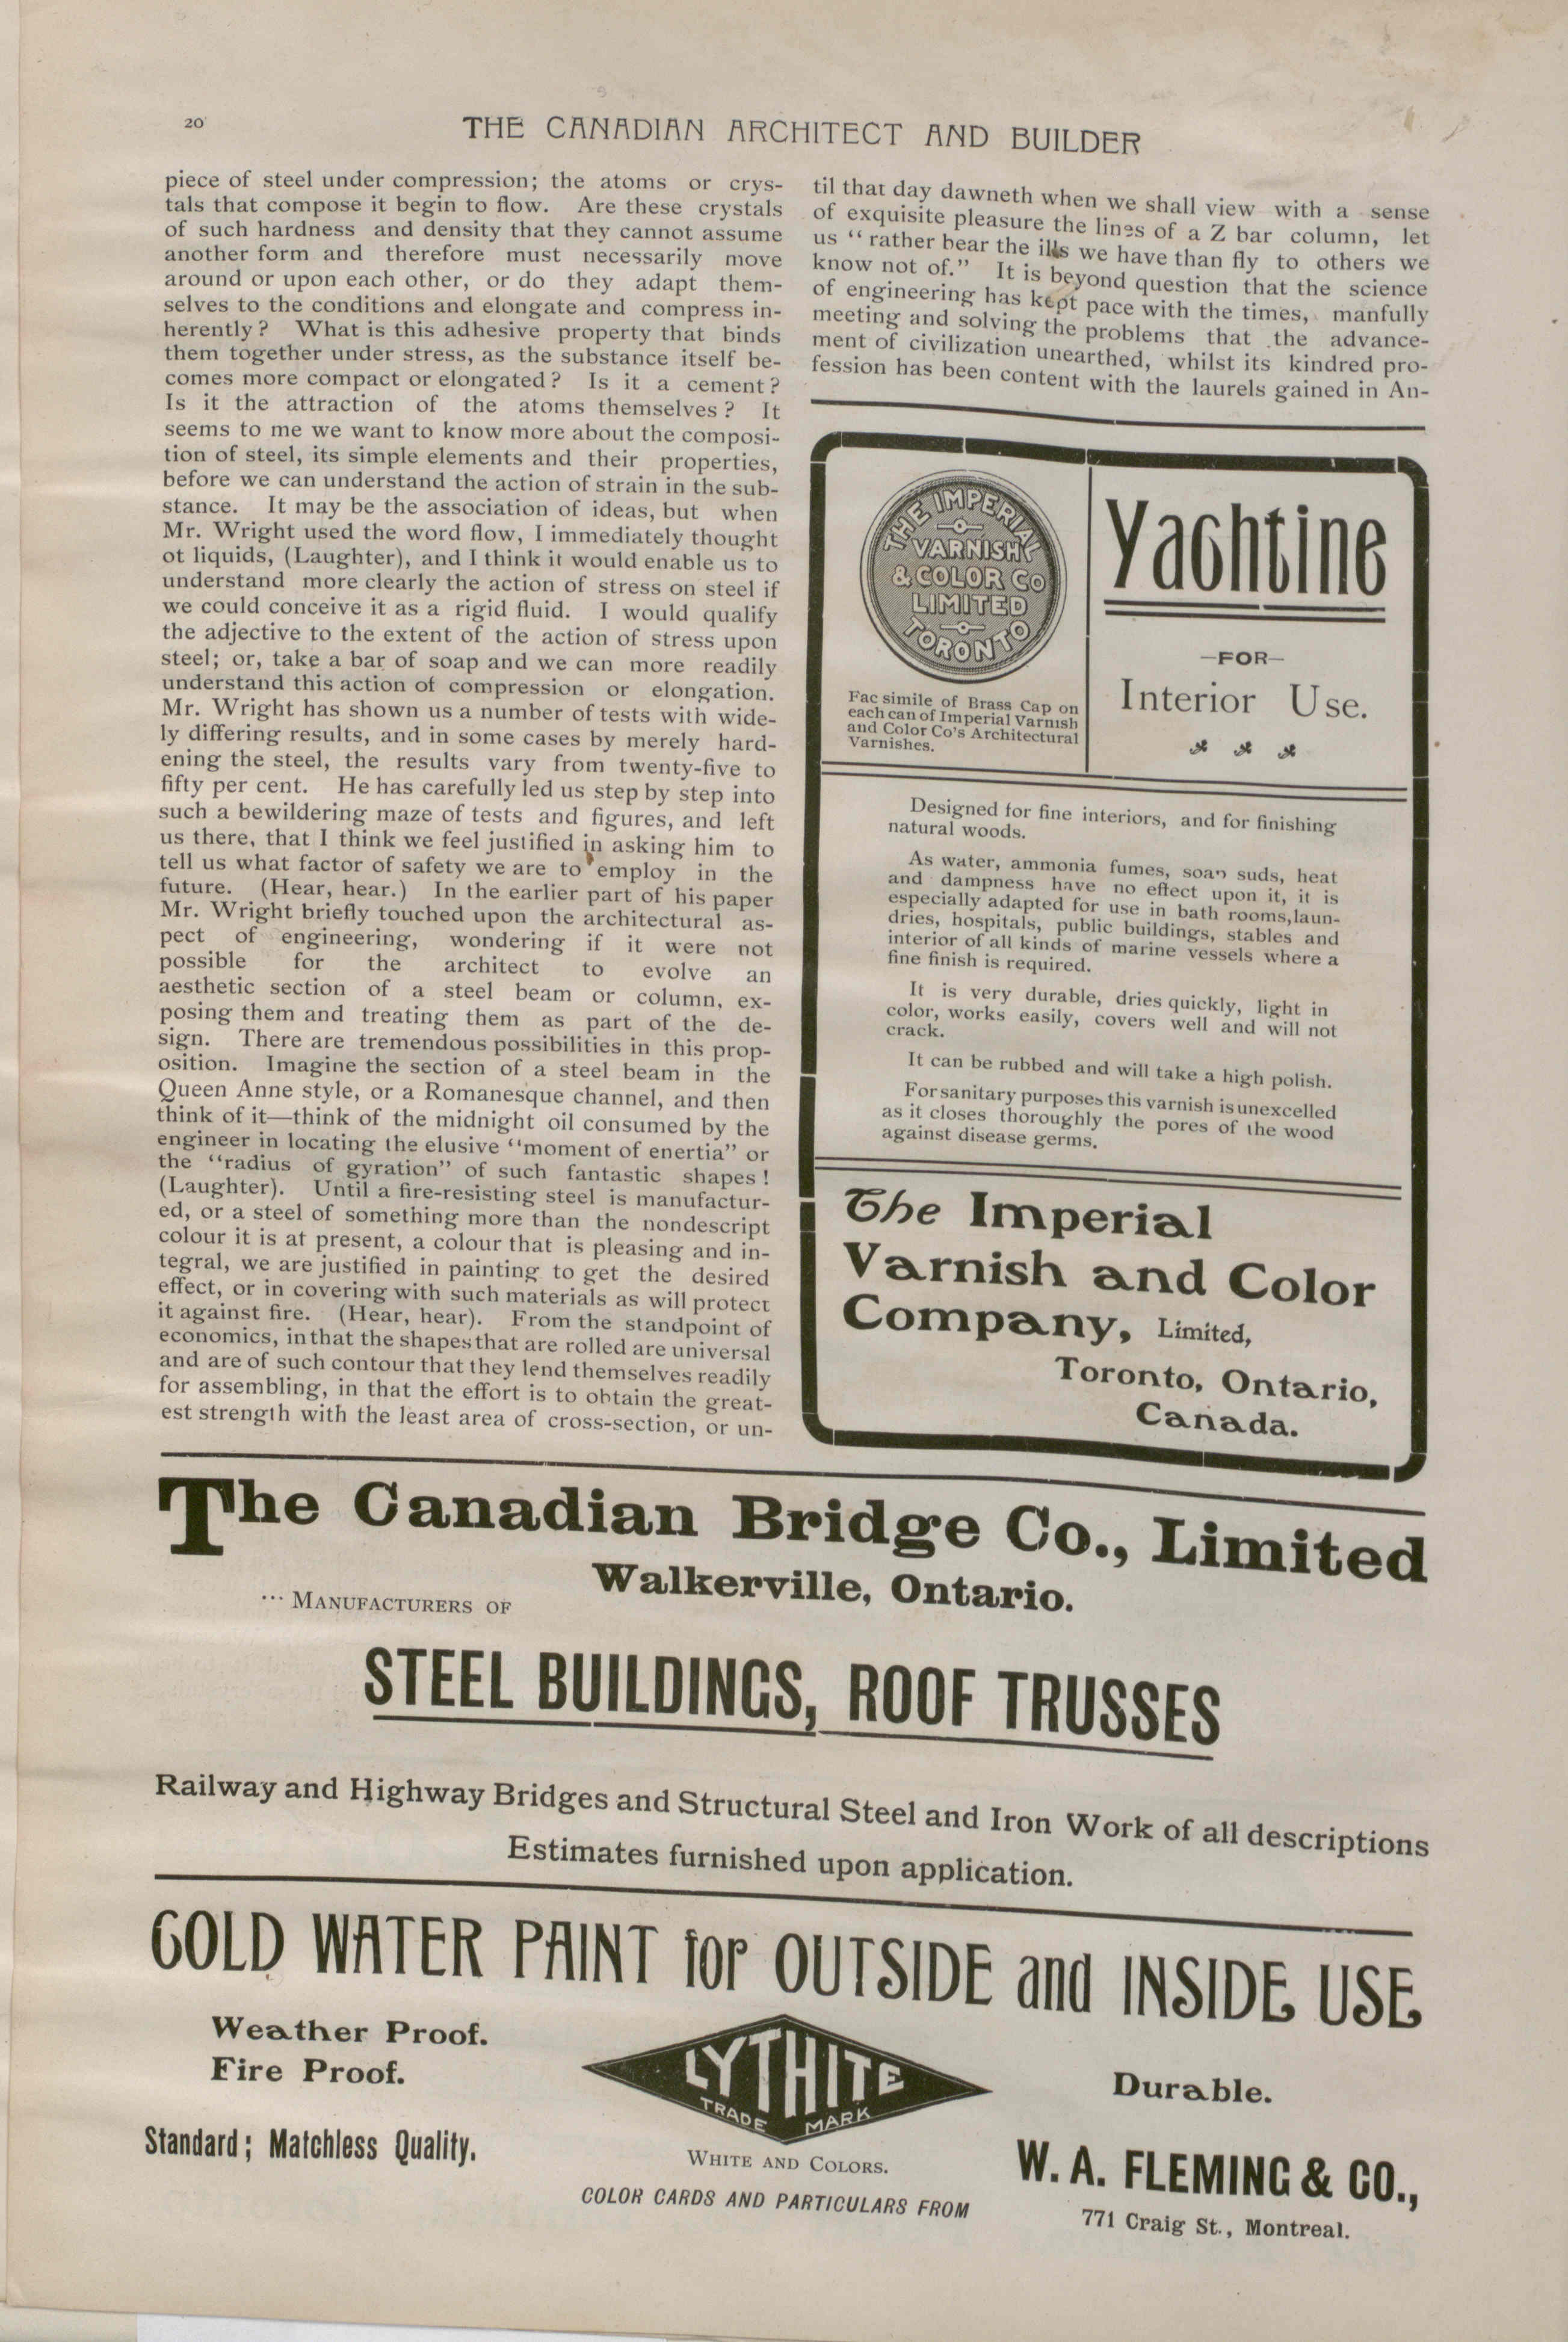 20
THE CANADIAN ARCHITECT AND BUILDER
piece of steel under compression; the atoms or crys-
tals that compose it begin to flow. Are these crystals
of such hardness and density that they cannot assume
another form and therefore must necessarily move
around or upon each other, or do they adapt them-
selves to the conditions and elongate and compress in-
herently? What is this adhesive property that binds
them together under stress, as the substance itself be-
comes more compact or elongated? Is it a cement?
Is it the attraction of the atoms themselves? It
seems to me we want to know more about the composi-
tion of steel, its simple elements and their properties,
before we can understand the action of strain in the sub-
stance. It may be the association of ideas, but when
Mr. Wright used the word flow, I immediately thought
ot liquids, (Laughter), and I think it would enable us to
understand more clearly the action of stress on steel if
we could conceive it as a rigid fluid. I would qualify
the adjective to the extent of the action of stress upon
steel; or, take a bar of soap and we can more readily
understand this action of compression or elongation.
Mr. Wright has shown us a number of tests with wide-
ly differing results, and in some cases by merely hard-
ening the steel, the results vary from twenty-five to
fifty per cent. He has carefully led us step by step into
such a bewildering maze of tests and figures, and left
us there, that I think we feel justified in asking him to
tell us what factor of safety we are to employ in the
future. (Hear, hear.) In the earlier part of his paper
Mr. Wright briefly touched upon the architectural as-
pect of engineering, wondering if it were not
possible for the architect to evolve an
aesthetic section of a steel beam or column, ex-
posing them and treating them as part of the de-
sign. There are tremendous possibilities in this prop-
osition. Imagine the section of a steel beam in the
Queen Anne style, or a Romanesque channel, and then
think of it—think of the midnight oil consumed by the
engineer in locating the elusive "moment of enertia" or
the "radius of gyration" of such fantastic shapes!
(Laughter). Until a fire-resisting steel is manufactur-
ed, or a steel of something more than the nondescript
colour it is at present, a colour that is pleasing and in-
tegral, we are justified in painting to get the desired
effect, or in covering with such materials as will protect
it against fire. (Hear, hear). From the standpoint of
economics, in that the shapes that are rolled are universal
and are of such contour that they lend themselves readily
for assembling, in that the effort is to obtain the great-
est strength with the least area of cross-section, or un-
til that day dawneth when we shall view with a sense
of exquisite pleasure the lines of a Z bar column, let
us "rather bear the ills we have than fly to others we
know not of." It is beyond question that the science
of engineering has kept pace with the times, manfully
meeting and solving the problems that the advance-
ment of civilization unearthed, whilst its kindred pro-
fession has been content with the laurels gained in An-
THE IMPERIAL
VARNISH
& COLOR CO
LIMITED
TORONTO
Fac simile of Brass Cap on
each can of Imperial Varnish
and Color Co's Architectural
Varnishes.
Yachtine
—FOR—
Interior Use.
Designed for fine interiors, and for finishing
natural woods.
As water, ammonia fumes, soap suds, heat
and dampness have no effect upon it, it is
especially adapted for use in bath rooms, laun-
dries, hospitals, public buildings, stables and
interior of all kinds of marine vessels where a
fine finish is required.
It is very durable, dries quickly, light in
color, works easily, covers well and will not
crack.
It can be rubbed and will take a high polish.
For sanitary purposes this varnish is unexcelled
as it closes thoroughly the pores of the wood
against disease germs.
The Imperial
Varnish and Color
Company, Limited,
Toronto, Ontario,
Canada.
The Canadian Bridge Co., Limited
Walkerville, Ontario.
... MANUFACTURERS OF
STEEL BUILDINGS, ROOF TRUSSES
Railway and Highway Bridges and Structural Steel and Iron Work of all descriptions
Estimates furnished upon application.
COLD WATER PAINT for OUTSIDE and INSIDE USE
Weather Proof.
Fire Proof.
Standard; Matchless Quality.
LYTHITE
TRADE MARK
WHITE AND COLORS.
COLOR CARDS AND PARTICULARS FROM
Durable.
W. A. FLEMING & CO.,
771 Craig St., Montreal.